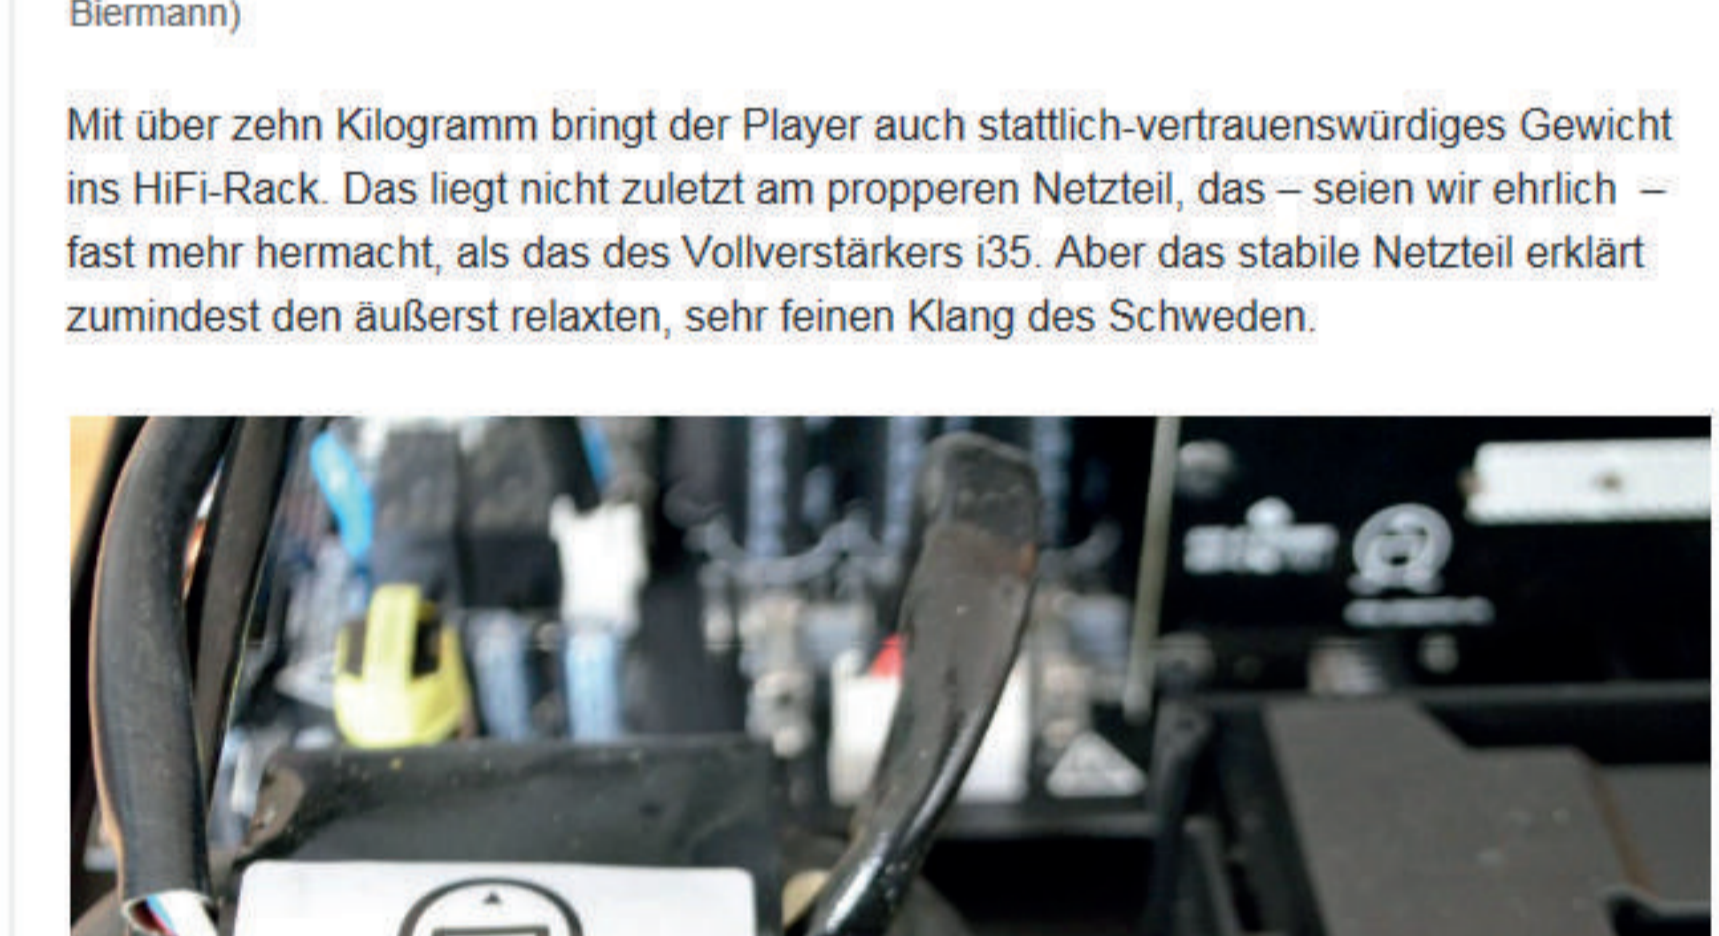 Biermann)
Mit über zehn Kilogramm bringt der Player auch stattlich-vertrauenswürdiges Gewicht
ins HiFi-Rack. Das liegt nicht zuletzt am propperen Netzteil, das – seien wir ehrlich  –
fast mehr hermacht, als das des Vollverstärkers i35. Aber das stabile Netzteil erklärt
zumindest den äußerst relaxten, sehr feinen Klang des Schweden.